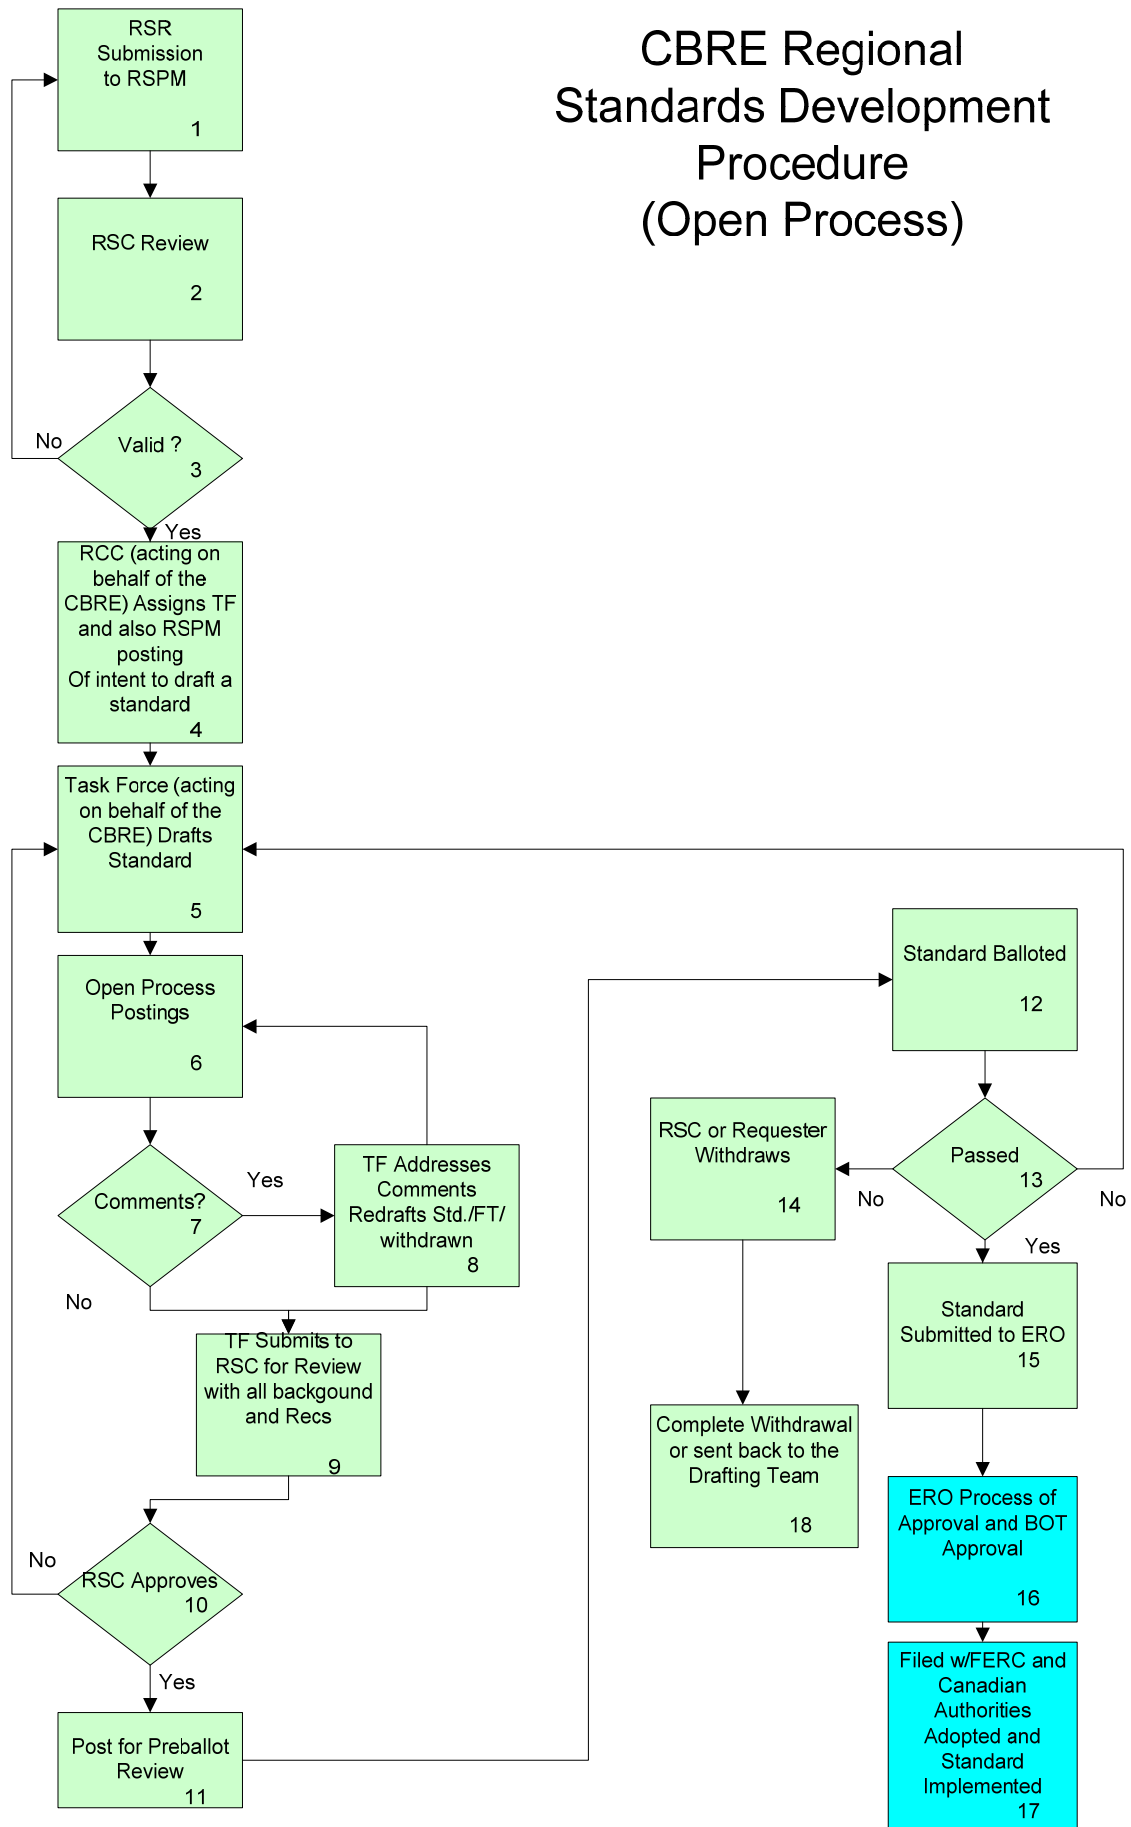 CBRE Regional
Standards Development
Procedure
(Open Process)
RSR
Submission
to RSPM
1
RSC Review
2
No
Valid ?
3
Yes
RCC (acting on
behalf of the
CBRE) Assigns TF
and also RSPM
posting
Of intent to draft a
standard
4
Task Force (acting
on behalf of the
CBRE) Drafts
Standard
5
Open Process
Postings
6
Comments?
7
Yes
No
TF Addresses
Comments
Redrafts Std./FT/
withdrawn
8
TF Submits to
RSC for Review
with all backgound
and Recs
9
No
RSC Approves
10
Yes
Post for Preballot
Review
11
Standard Balloted
12
Passed
13
No
No
Yes
RSC or Requester
Withdraws
14
Complete Withdrawal
or sent back to the
Drafting Team
18
Standard
Submitted to ERO
15
ERO Process of
Approval and BOT
Approval
16
Filed w/FERC and
Canadian
Authorities
Adopted and
Standard
Implemented
17